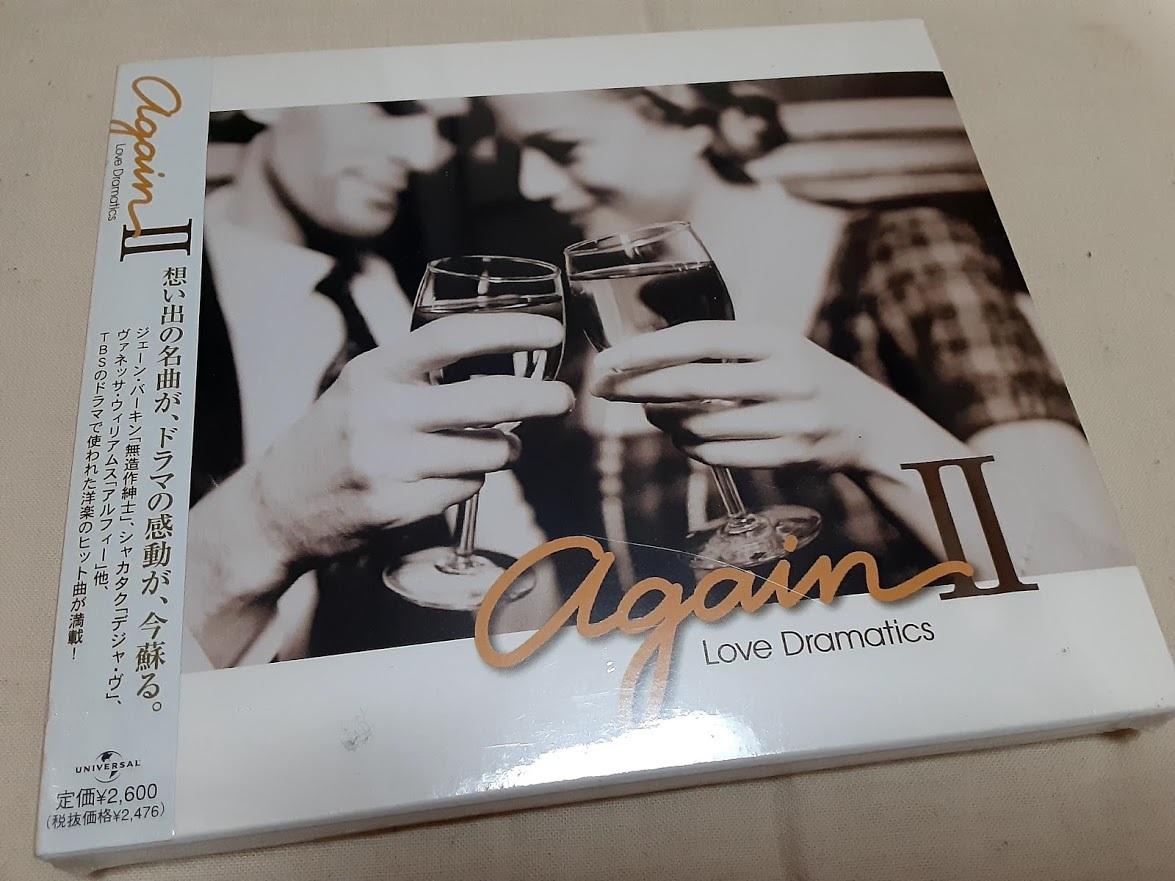 again
Love Dramatics
II
想い出の名曲が、ドラマの感動が、今蘇る。
ジェーン・バーキン「無造作紳士」、シャカタク「デジャ・ヴ」、
ヴァネッサ・ウィリアムス「アルフィー」他、
TBSのドラマで使われた洋楽のヒット曲が満載!
UNIVERSAL
定価¥2,600
(税抜価格¥2,476)
again II
Love Dramatics